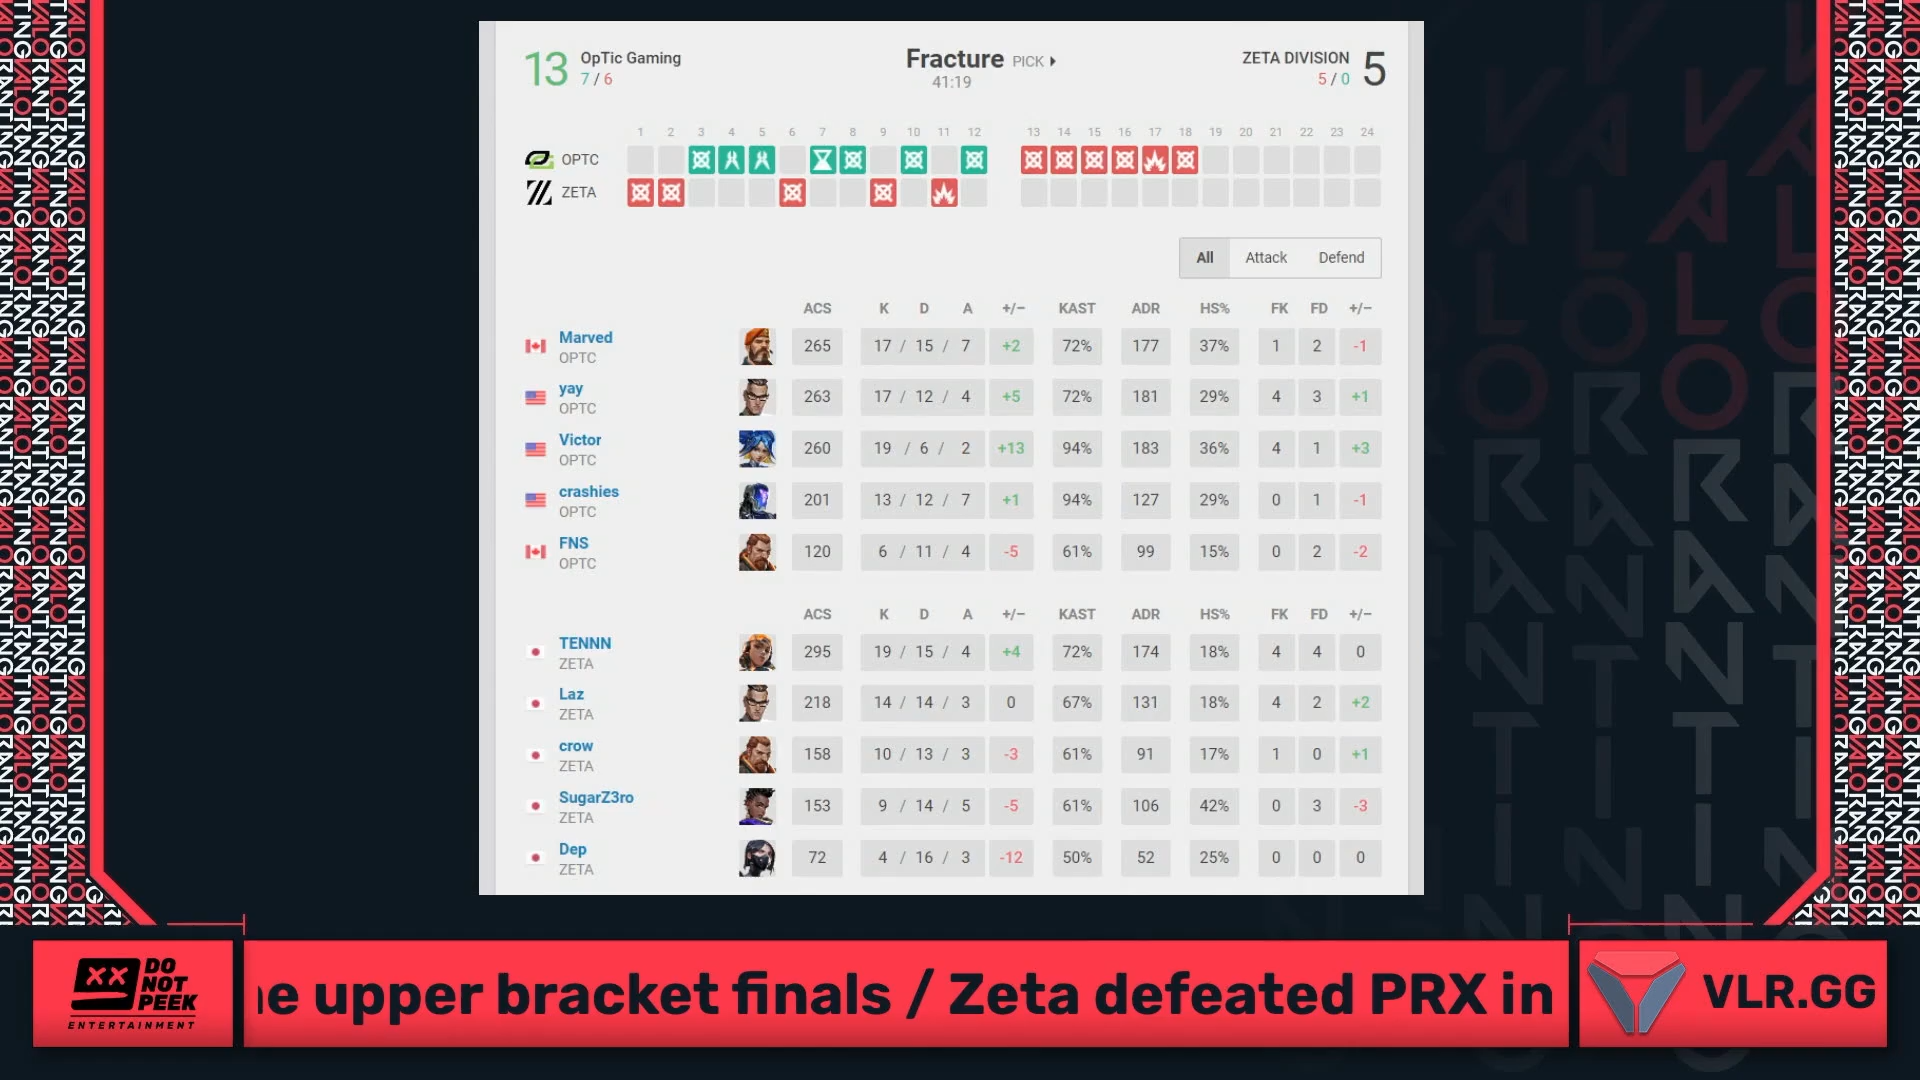 13 OpTic Gaming Fracture PICK ZETA DIVISION 5
7 / 6 41:19 5 / 0
1 2 3 4 5 6 7 8 9 10 11 12 13 14 15 16 17 18 19 20 21 22 23 24
OPTC
ZETA
All Attack Defend
ACS K D A +/− KAST ADR HS% FK FD +/−
Marved
OPTC
265 17 / 15 / 7 +2 72% 177 37% 1 2 -1
yay
OPTC
263 17 / 12 / 4 +5 72% 181 29% 4 3 +1
Victor
OPTC
260 19 / 6 / 2 +13 94% 183 36% 4 1 +3
crashies
OPTC
201 13 / 12 / 7 +1 94% 127 29% 0 1 -1
FNS
OPTC
120 6 / 11 / 4 -5 61% 99 15% 0 2 -2
ACS K D A +/− KAST ADR HS% FK FD +/−
TENNN
ZETA
295 19 / 15 / 4 +4 72% 174 18% 4 4 0
Laz
ZETA
218 14 / 14 / 3 0 67% 131 18% 4 2 +2
crow
ZETA
158 10 / 13 / 3 -3 61% 91 17% 1 0 +1
SugarZ3ro
ZETA
153 9 / 14 / 5 -5 61% 106 42% 0 3 -3
Dep
ZETA
72 4 / 16 / 3 -12 50% 52 25% 0 0 0
DO
NOT
PEEK
ENTERTAINMENT
upper bracket finals / Zeta defeated PRX in
VLR.GG